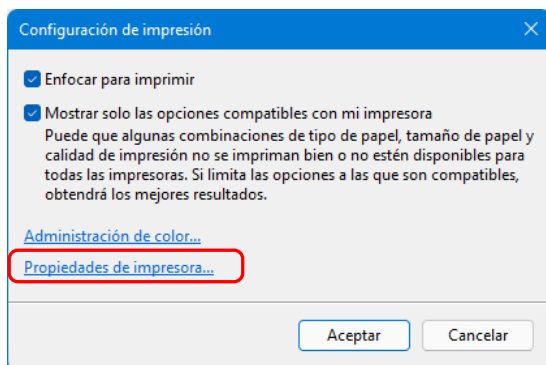 Configuración de impresión
Enfocar para imprimir
Mostrar solo las opciones compatibles con mi impresora
Puede que algunas combinaciones de tipo de papel, tamaño de papel y
calidad de impresión no se impriman bien o no estén disponibles para
todas las impresoras. Si limita las opciones a las que son compatibles,
obtendrá los mejores resultados.
Administración de color...
Propiedades de impresora...
Aceptar Cancelar